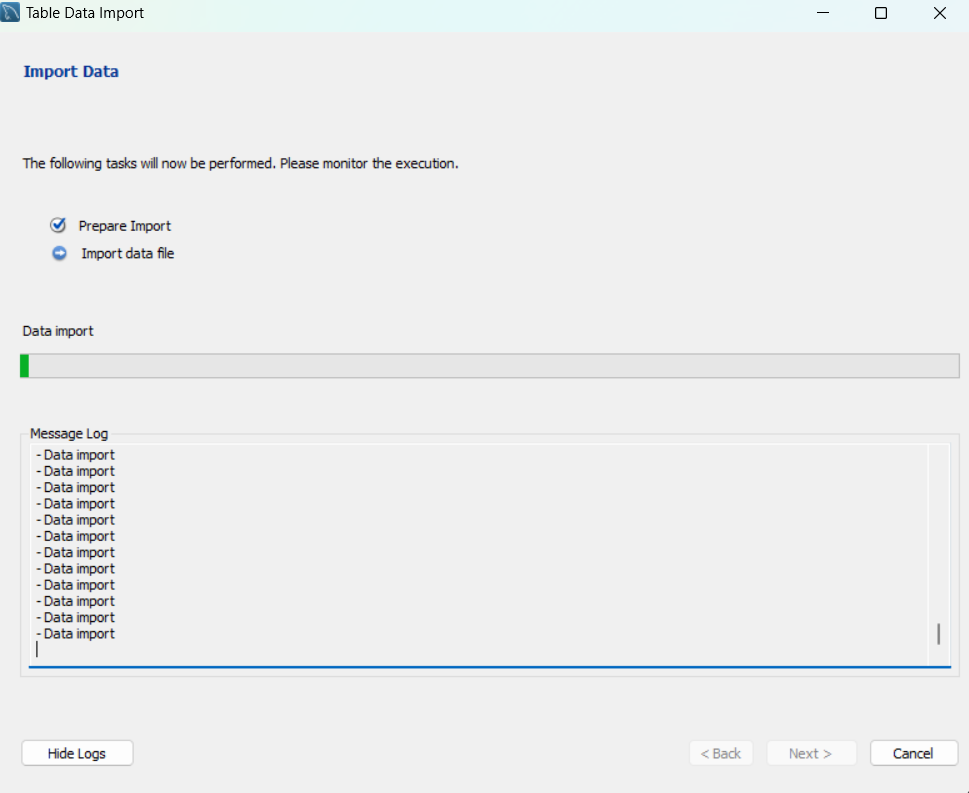 Table Data Import
Import Data
The following tasks will now be performed. Please monitor the execution.
Prepare Import
Import data file
Data import
Message Log
- Data import
- Data import
- Data import
- Data import
- Data import
- Data import
- Data import
- Data import
- Data import
- Data import
- Data import
- Data import
Hide Logs
< Back
Next >
Cancel